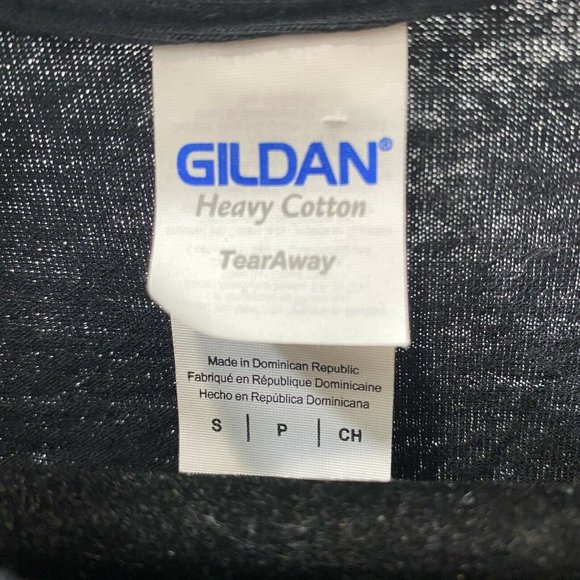 GILDAN®
Heavy Cotton
TearAway
Made in Dominican Republic
Fabriqué en République Dominicaine
Hecho en República Dominicana
S | P | CH